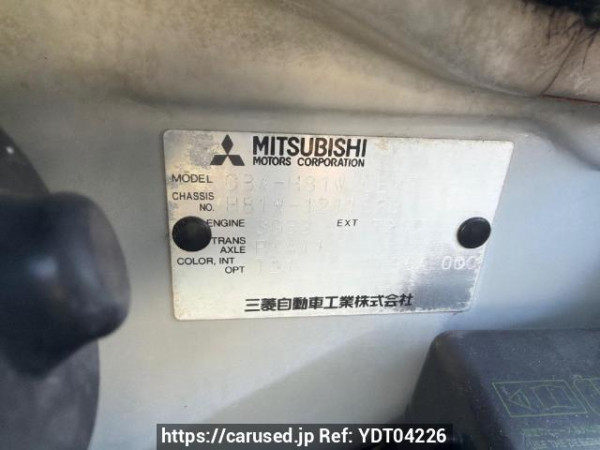 MITSUBISHI
MOTORS CORPORATION
MODEL
CHASSIS
NO.
ENGINE EXT
TRANS
AXLE
COLOR, INT
OPT 000
三菱自動車工業株式会社
https://carused.jp Ref: YDT04226